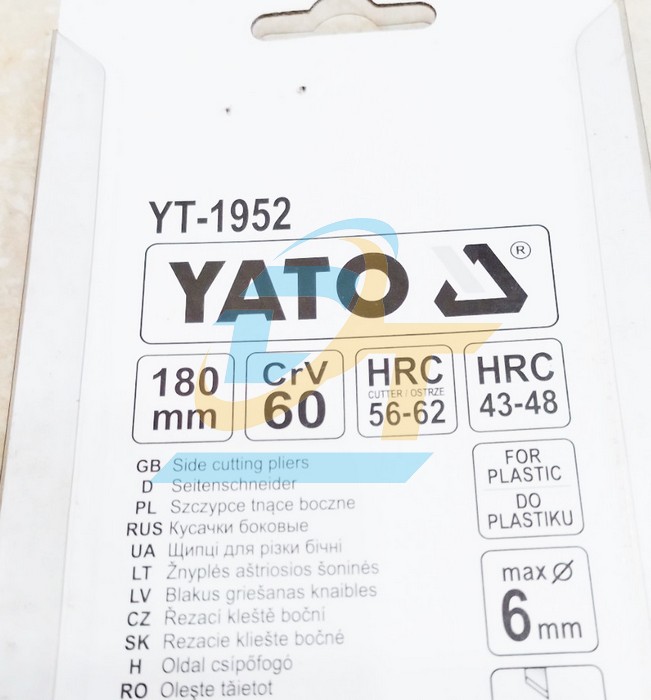 YT-1952
YATO ®
180 mm
CrV 60
HRC CUTTER / OSTRZE 56-62
HRC 43-48
GB Side cutting pliers
D Seitenschneider
PL Szczypce tnące boczne
RUS Кусачки боковые
UA Щипці для різки бічні
LT Žnyplės aštriosios šoninės
LV Blakus griešanas knaibles
CZ Řezací kleště boční
SK Rezacie kliešte bočné
H Oldal csípőfogó
RO Oleşte tăietot
FOR PLASTIC
DO PLASTIKU
max Ø
6 mm